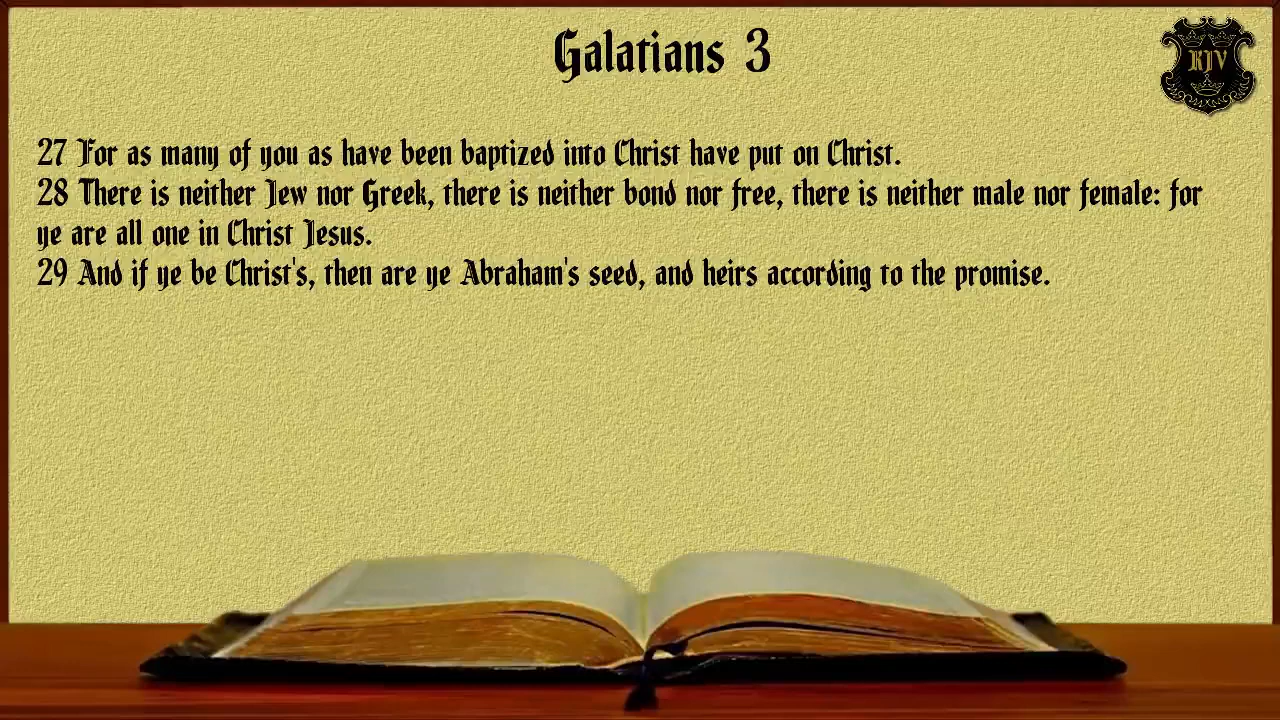 Galatians 3
KJV
27 For as many of you as have been baptized into Christ have put on Christ.
28 There is neither Jew nor Greek, there is neither bond nor free, there is neither male nor female: for
ye are all one in Christ Jesus.
29 And if ye be Christ's, then are ye Abraham's seed, and heirs according to the promise.